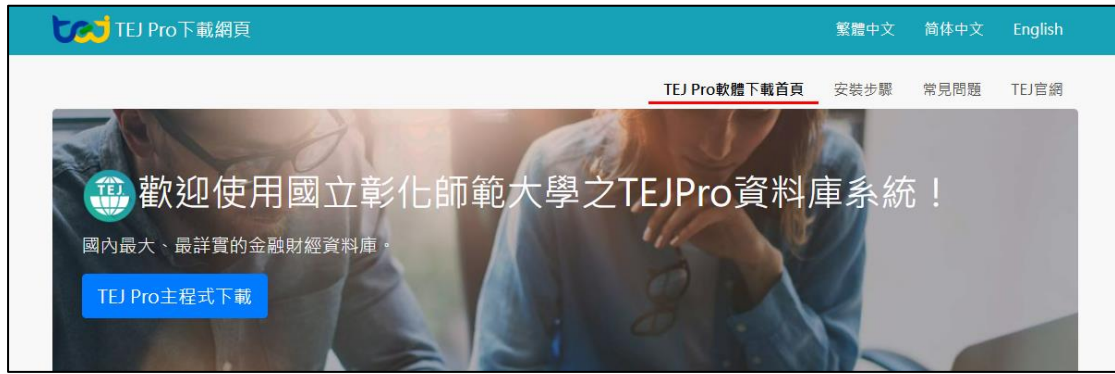 tej TEJ Pro下載網頁 繁體中文 简体中文 English
TEJ Pro軟體下載首頁 安裝步驟 常見問題 TEJ官網
TEJ 歡迎使用國立彰化師範大學之TEJPro資料庫系統！
國內最大、最詳實的金融財經資料庫。
TEJ Pro主程式下載